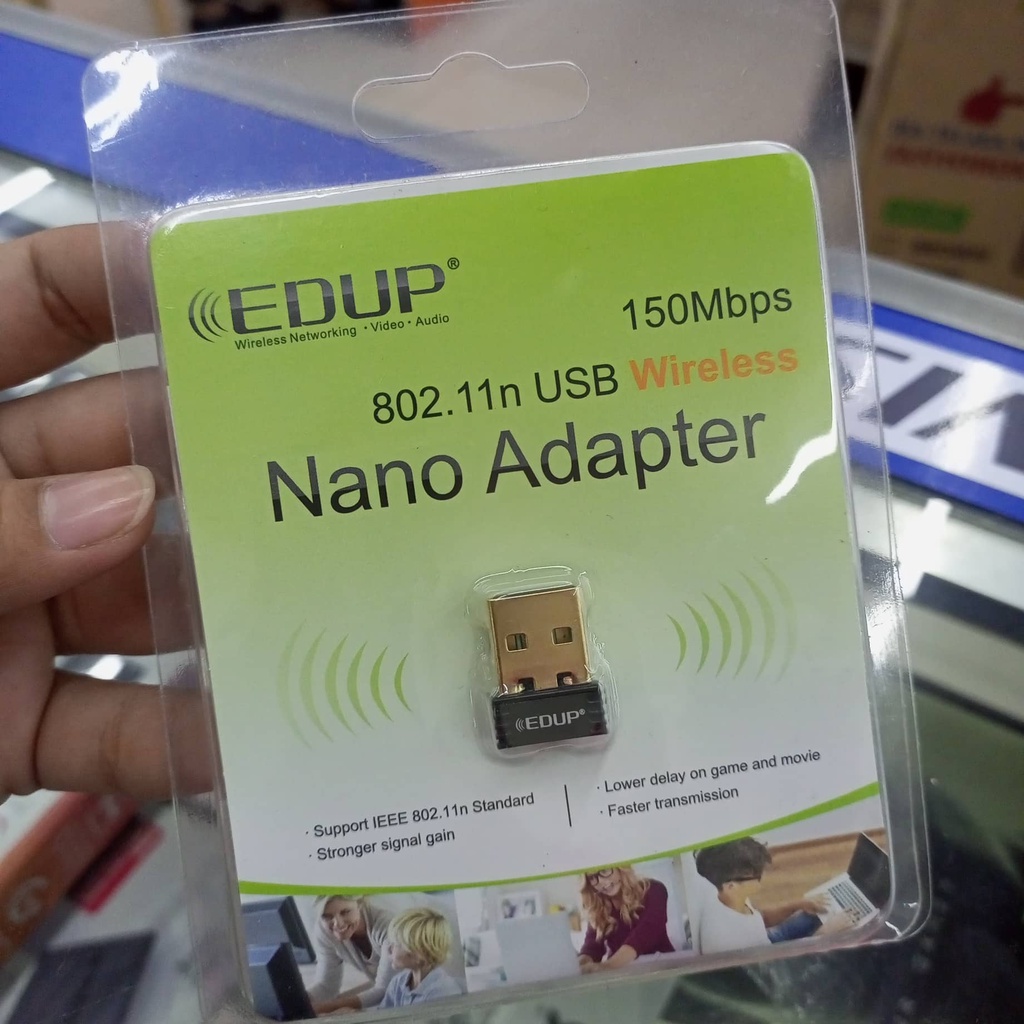 EDUP®
Wireless Networking · Video · Audio
150Mbps
802.11n USB Wireless
Nano Adapter
EDUP®
· Support IEEE 802.11n Standard
· Stronger signal gain
· Lower delay on game and movie
· Faster transmission